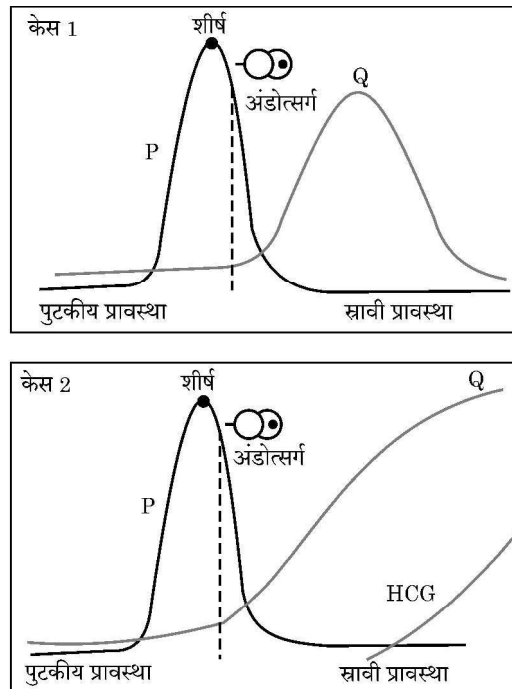 केस 1
शीर्ष
अंडोत्सर्ग
Q
P
पुटकीय प्रावस्था
स्रावी प्रावस्था
केस 2
शीर्ष
Q
अंडोत्सर्ग
P
HCG
पुटकीय प्रावस्था
स्रावी प्रावस्था